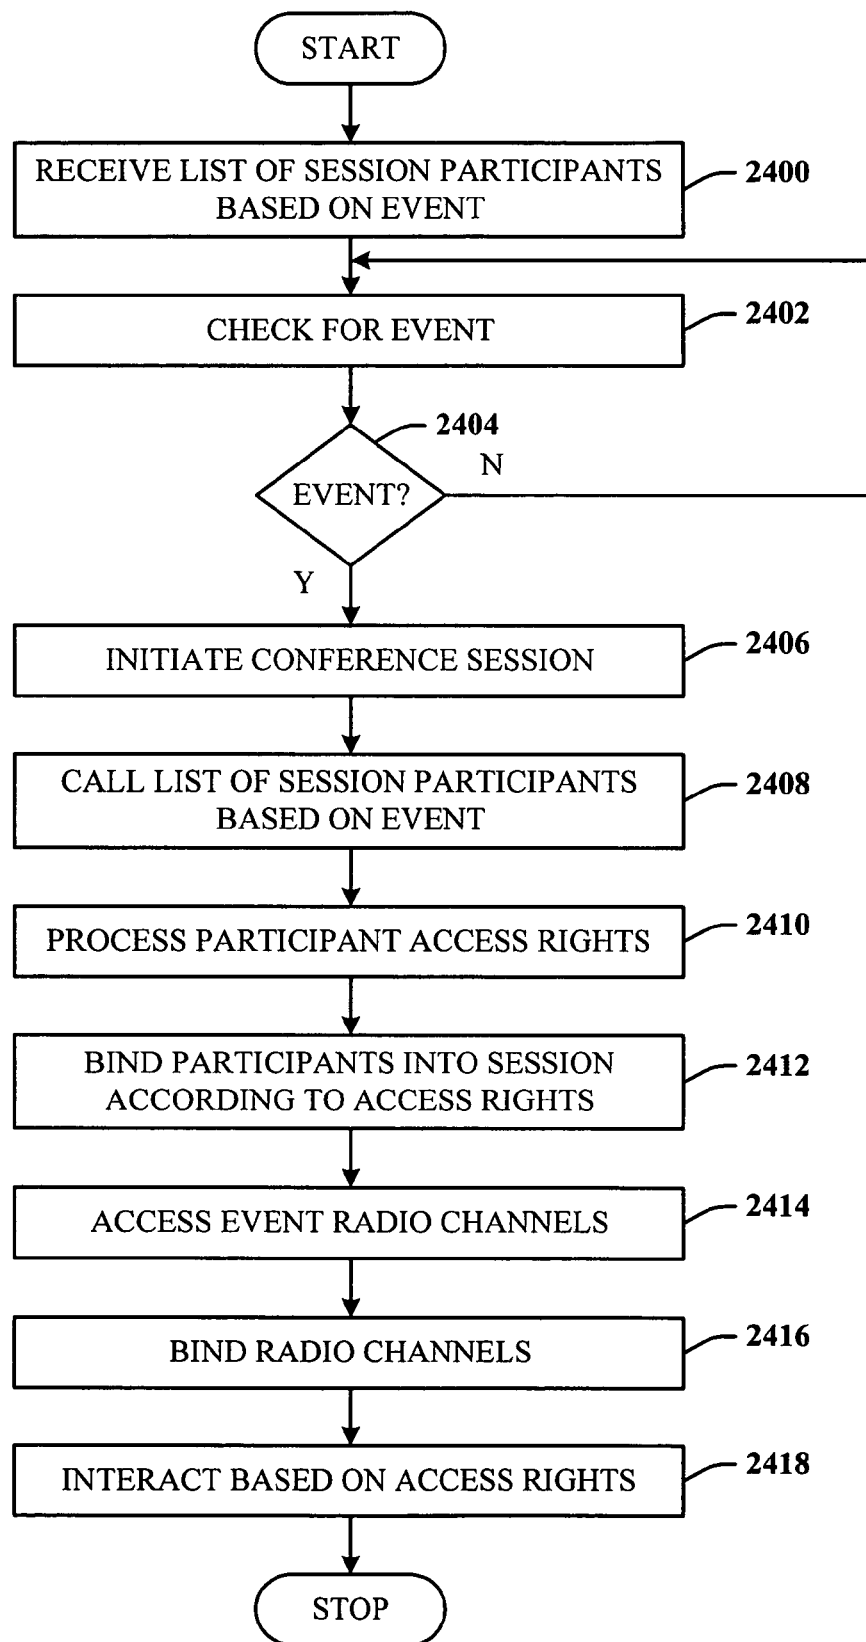 START
RECEIVE LIST OF SESSION PARTICIPANTS
BASED ON EVENT
2400
CHECK FOR EVENT
2402
2404
EVENT?
N
Y
INITIATE CONFERENCE SESSION
2406
CALL LIST OF SESSION PARTICIPANTS
BASED ON EVENT
2408
PROCESS PARTICIPANT ACCESS RIGHTS
2410
BIND PARTICIPANTS INTO SESSION
ACCORDING TO ACCESS RIGHTS
2412
ACCESS EVENT RADIO CHANNELS
2414
BIND RADIO CHANNELS
2416
INTERACT BASED ON ACCESS RIGHTS
2418
STOP